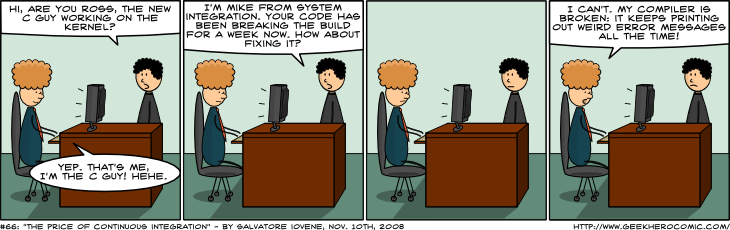 HI, ARE YOU ROSS, THE NEW
C GUY WORKING ON THE
KERNEL?
YEP. THAT'S ME,
I'M THE C GUY! HEHE.
I'M MIKE FROM SYSTEM
INTEGRATION. YOUR CODE HAS
BEEN BREAKING THE BUILD
FOR A WEEK NOW. HOW ABOUT
FIXING IT?
I CAN'T. MY COMPILER IS
BROKEN: IT KEEPS PRINTING
OUT WEIRD ERROR MESSAGES
ALL THE TIME!
#66: "THE PRICE OF CONTINUOUS INTEGRATION" - BY SALVATORE IOVENE, NOV. 10TH, 2008
HTTP://WWW.GEEKHEROCOMIC.COM/